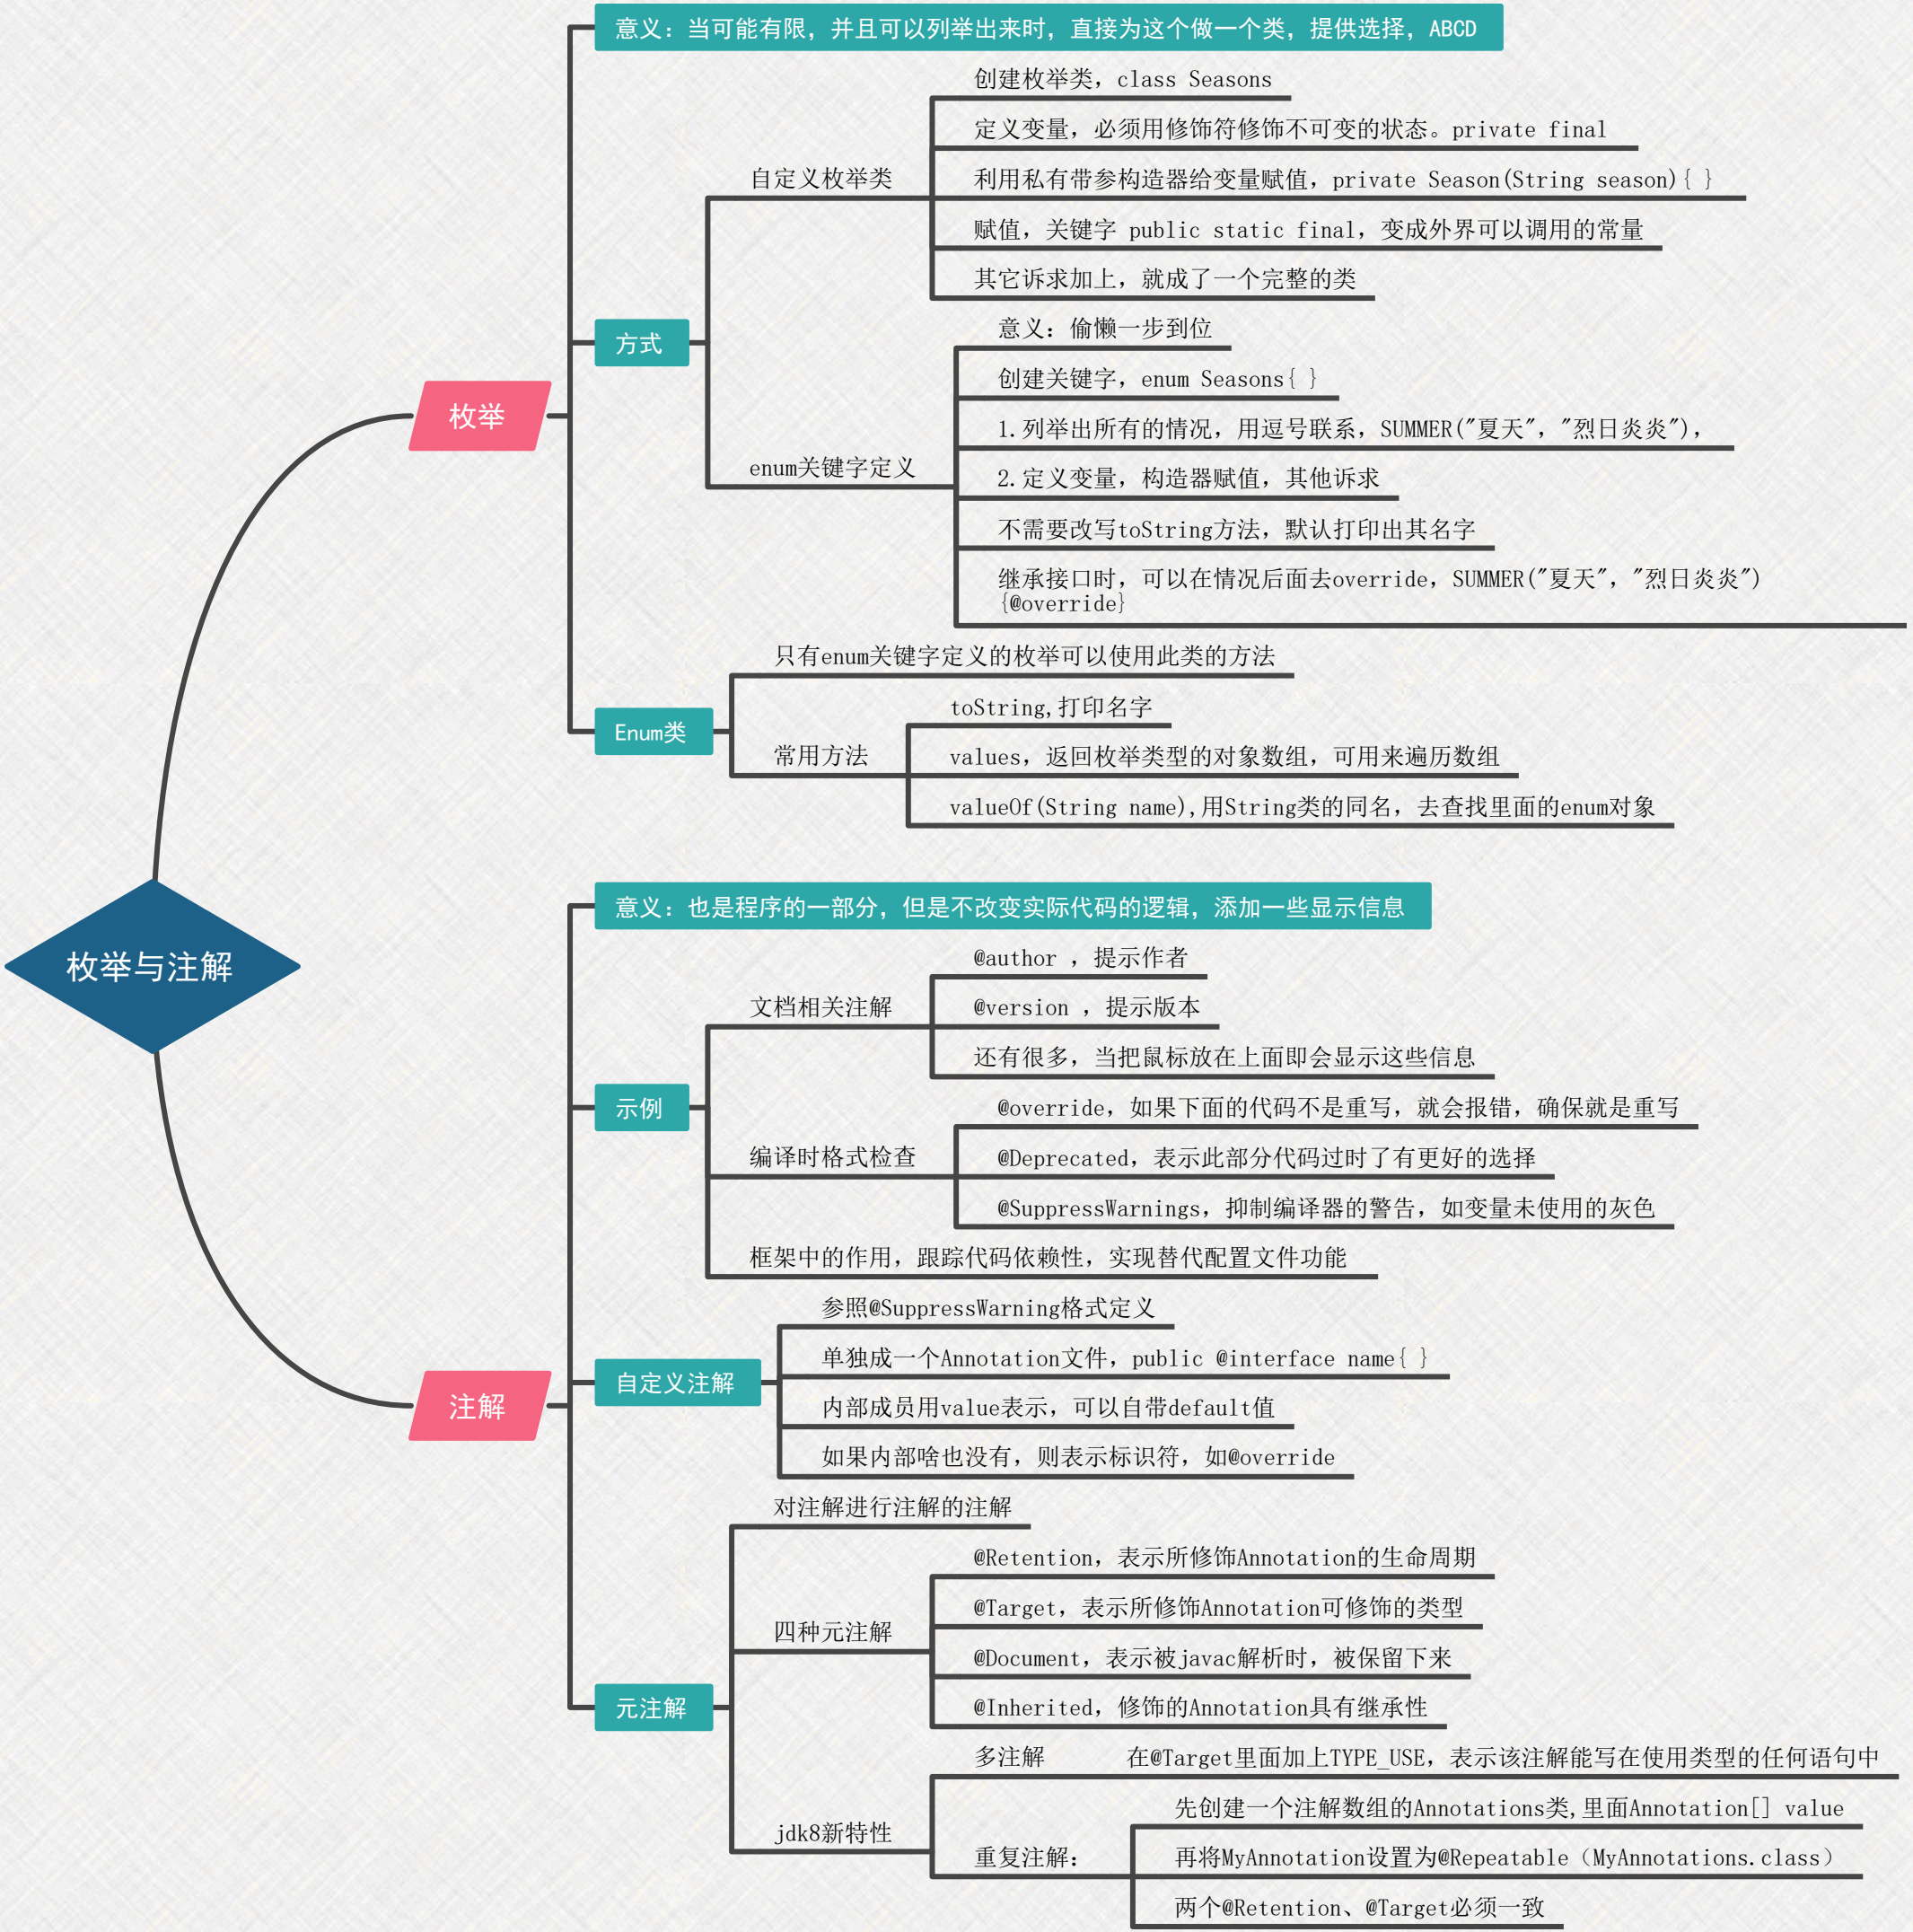 枚举与注解
枚举
意义：当可能有限，并且可以列举出来时，直接为这个做一个类，提供选择，ABCD
方式
自定义枚举类
创建枚举类，class Seasons
定义变量，必须用修饰符修饰不可变的状态。private final
利用私有带参构造器给变量赋值，private Season(String season){ }
赋值，关键字 public static final，变成外界可以调用的常量
其它诉求加上，就成了一个完整的类
enum关键字定义
意义：偷懒一步到位
创建关键字，enum Seasons{ }
1.列举出所有的情况，用逗号联系，SUMMER("夏天"，"烈日炎炎")，
2.定义变量，构造器赋值，其他诉求
不需要改写toString方法，默认打印出其名字
继承接口时，可以在情况后面去override，SUMMER("夏天"，"烈日炎炎")
{@override}
Enum类
只有enum关键字定义的枚举可以使用此类的方法
常用方法
toString,打印名字
values，返回枚举类型的对象数组，可用来遍历数组
valueOf(String name),用String类的同名，去查找里面的enum对象
注解
意义：也是程序的一部分，但是不改变实际代码的逻辑，添加一些显示信息
示例
文档相关注解
@author ，提示作者
@version ，提示版本
还有很多，当把鼠标放在上面即会显示这些信息
编译时格式检查
@override，如果下面的代码不是重写，就会报错，确保就是重写
@Deprecated，表示此部分代码过时了有更好的选择
@SuppressWarnings，抑制编译器的警告，如变量未使用的灰色
框架中的作用，跟踪代码依赖性，实现替代配置文件功能
自定义注解
参照@SuppressWarning格式定义
单独成一个Annotation文件，public @interface name{ }
内部成员用value表示，可以自带default值
如果内部啥也没有，则表示标识符，如@override
元注解
对注解进行注解的注解
四种元注解
@Retention，表示所修饰Annotation的生命周期
@Target，表示所修饰Annotation可修饰的类型
@Document，表示被javac解析时，被保留下来
@Inherited，修饰的Annotation具有继承性
jdk8新特性
多注解
在@Target里面加上TYPE_USE，表示该注解能写在使用类型的任何语句中
重复注解：
先创建一个注解数组的Annotations类,里面Annotation[] value
再将MyAnnotation设置为@Repeatable（MyAnnotations.class）
两个@Retention、@Target必须一致